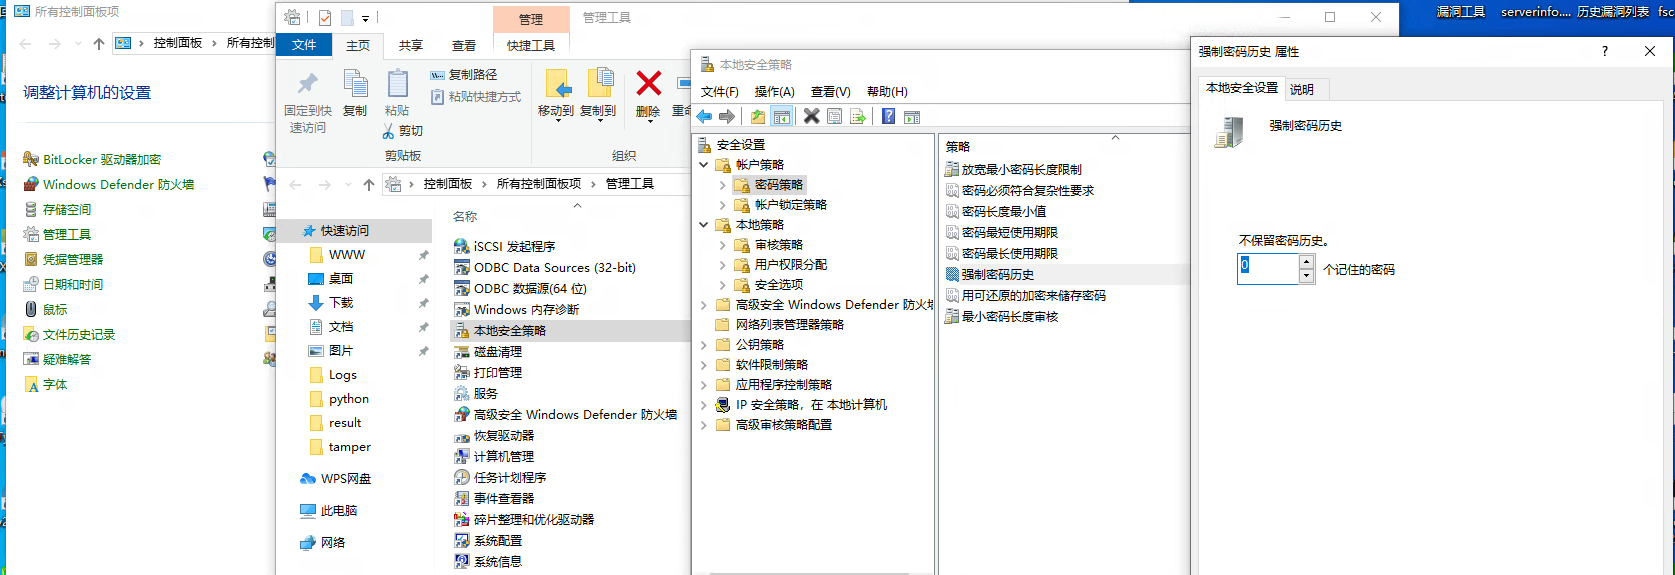 所有控制面板项
控制面板
所有控制
调整计算机的设置
BitLocker 驱动器加密
Windows Defender 防火墙
存储空间
管理工具
凭据管理器
日期和时间
鼠标
文件历史记录
疑难解答
字体
管理
管理工具
文件
主页
共享
查看
快捷工具
固定到快
速访问
复制
粘贴
复制路径
粘贴快捷方式
剪切
剪贴板
移动到
复制到
删除
重命
组织
控制面板
所有控制面板项
管理工具
快速访问
WWW
桌面
下载
文档
图片
Logs
python
result
tamper
WPS网盘
此电脑
网络
名称
iSCSI 发起程序
ODBC Data Sources (32-bit)
ODBC 数据源(64 位)
Windows 内存诊断
本地安全策略
磁盘清理
打印管理
服务
高级安全 Windows Defender 防火墙
恢复驱动器
计算机管理
任务计划程序
事件查看器
碎片整理和优化驱动器
系统配置
系统信息
本地安全策略
文件(F)
操作(A)
查看(V)
帮助(H)
安全设置
帐户策略
密码策略
帐户锁定策略
本地策略
审核策略
用户权限分配
安全选项
高级安全 Windows Defender 防火墙
网络列表管理器策略
公钥策略
软件限制策略
应用程序控制策略
IP 安全策略，在 本地计算机
高级审核策略配置
策略
放宽最小密码长度限制
密码必须符合复杂性要求
密码长度最小值
密码最短使用期限
密码最长使用期限
强制密码历史
用可还原的加密来储存密码
最小密码长度审核
漏洞工具
serverinfo....
历史漏洞列表
fsc
强制密码历史 属性
?
本地安全设置
说明
强制密码历史
不保留密码历史。
0
个记住的密码